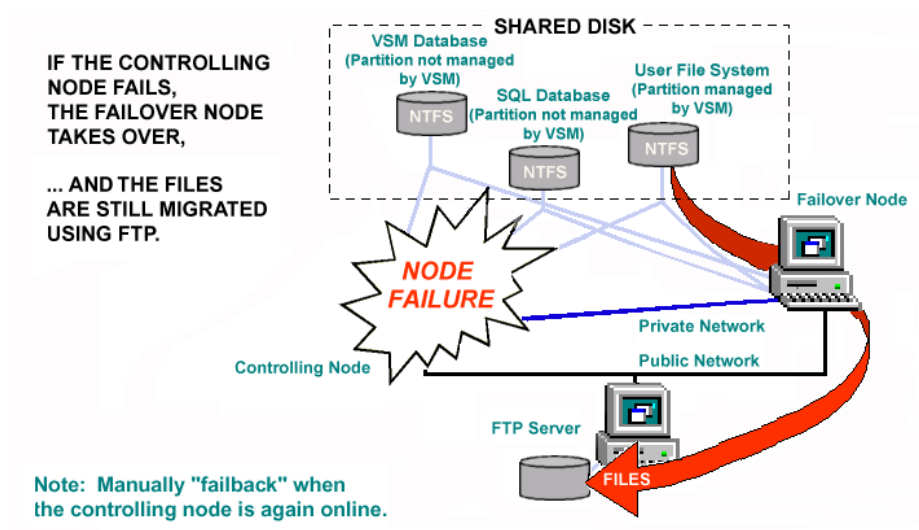 SHARED DISK
IF THE CONTROLLING
NODE FAILS,
THE FAILOVER NODE
TAKES OVER,
... AND THE FILES
ARE STILL MIGRATED
USING FTP.
VSM Database
(Partition not managed
by VSM)
NTFS
SQL Database
(Partition not managed
by VSM)
NTFS
User File System
(Partition managed
by VSM)
NTFS
Failover Node
NODE
FAILURE
Private Network
Public Network
Controlling Node
FTP Server
FILES
Note: Manually "failback" when
the controlling node is again online.